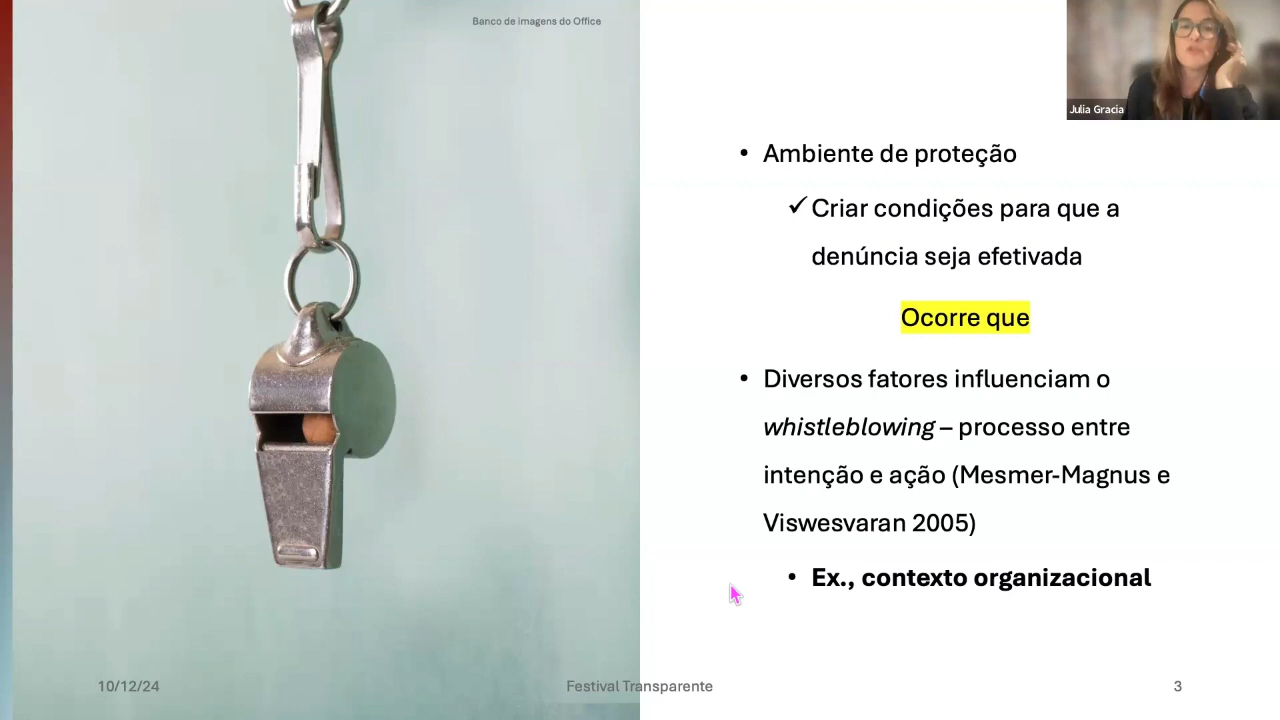 Banco de imagens do Office
Julia Gracia
• Ambiente de proteção
✓ Criar condições para que a
denúncia seja efetivada
Ocorre que
• Diversos fatores influenciam o
whistleblowing – processo entre
intenção e ação (Mesmer-Magnus e
Viswesvaran 2005)
• Ex., contexto organizacional
10/12/24
Festival Transparente
3